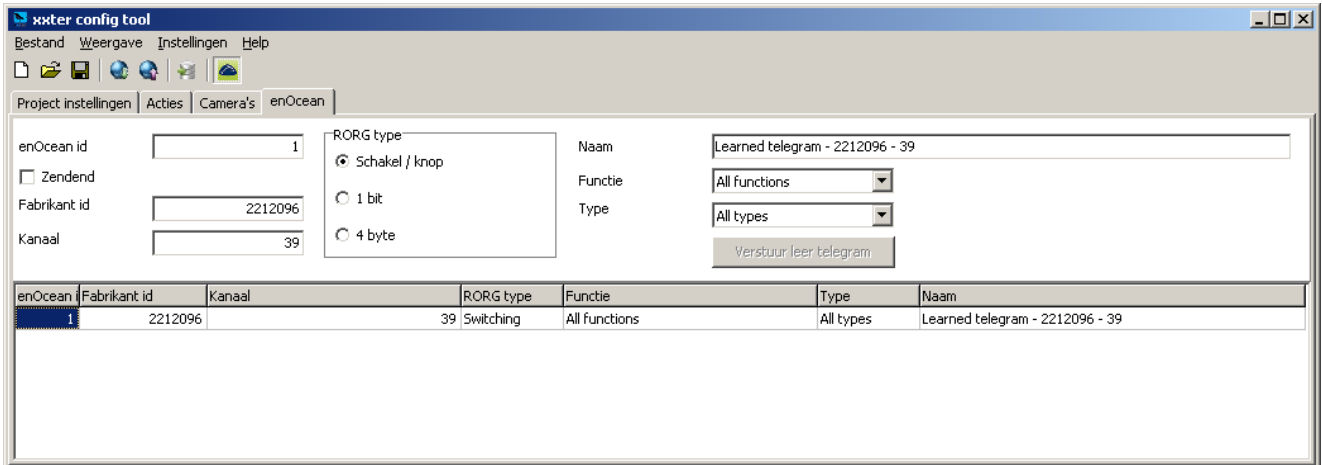 xxter config tool
Bestand Weergave Instellingen Help
Project instellingen Acties Camera's enOcean
enOcean id 1 RORG type Naam Learned telegram - 2212096 - 39
Schakel / knop
Zendend Functie All functions
1 bit
Fabrikant id 2212096 Type All types
Kanaal 39 4 byte
Verstuur leer telegram
enOcean i Fabrikant id Kanaal RORG type Functie Type Naam
1 2212096 39 Switching All functions All types Learned telegram - 2212096 - 39